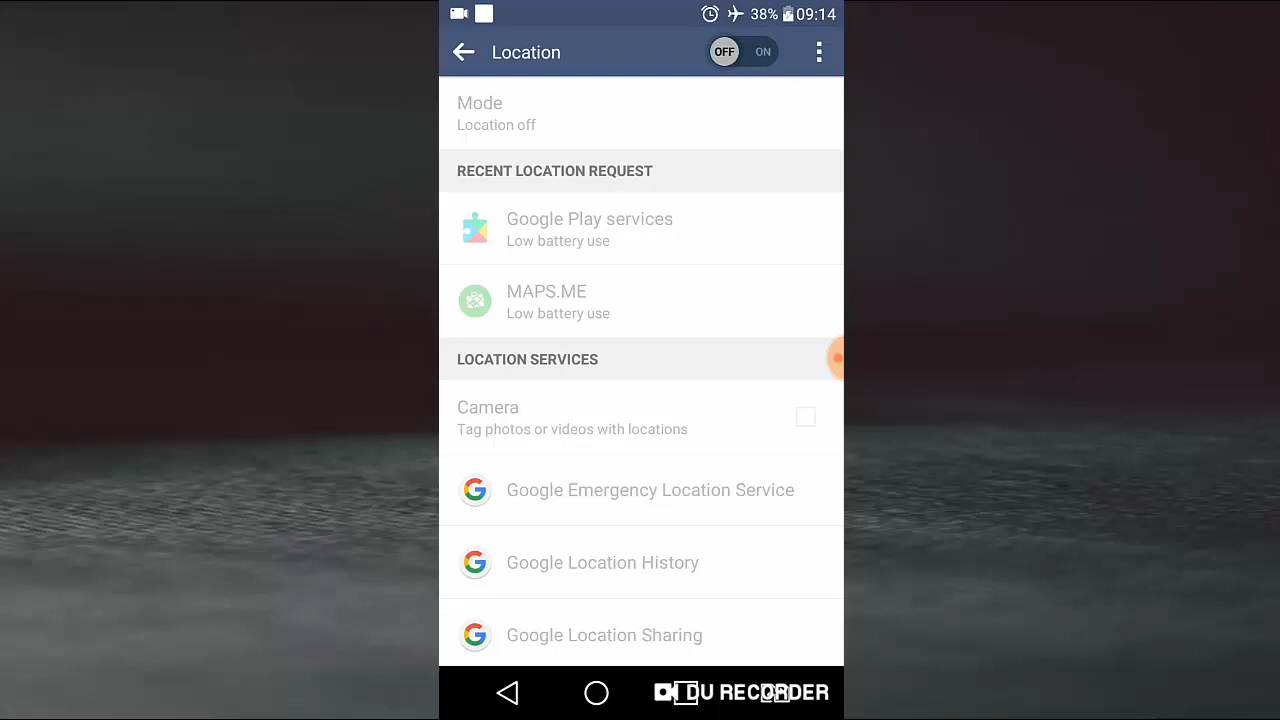 38% 09:14
Location OFF ON
Mode
Location off
RECENT LOCATION REQUEST
Google Play services
Low battery use
MAPS.ME
Low battery use
LOCATION SERVICES
Camera
Tag photos or videos with locations
Google Emergency Location Service
Google Location History
Google Location Sharing
DU RECORDER